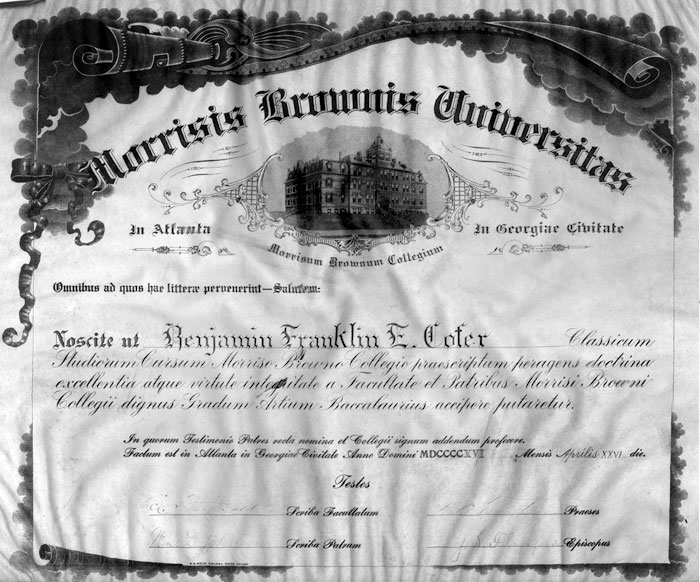 Morrisis Brownis Universitas
In Atlanta
In Georgiae Civitate
Morrisum Brownum Collegium
Omnibus ad quos hae litterae pervenerint—Salutem:
Noscite ut Benjamin Franklin E. Cofer Classicum
Studiorum Cursum Morriso Browno Collegio praescriptum peragens doctrina
excellentia atque virtute integritate a Facultate et Patribus Morrisi Browni
Collegii dignus Gradum Artium Baccalaurius accipere putaretur.
In quorum Testimonio Patres recta nomina et Collegii signum addendum profecere.
Factum est in Atlanta in Georgiae Civitate Anno Domini MDCCCCXVI Mensis Aprilis XXVI die.
Testes
Scriba Facultatum
Praeses
Scriba Patrum
Episcopus